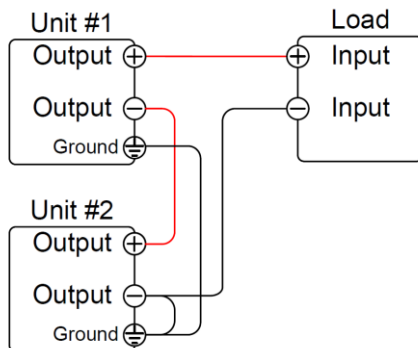 Unit #1
Output
Output
Ground
Load
Input
Input
Unit #2
Output
Output
Ground